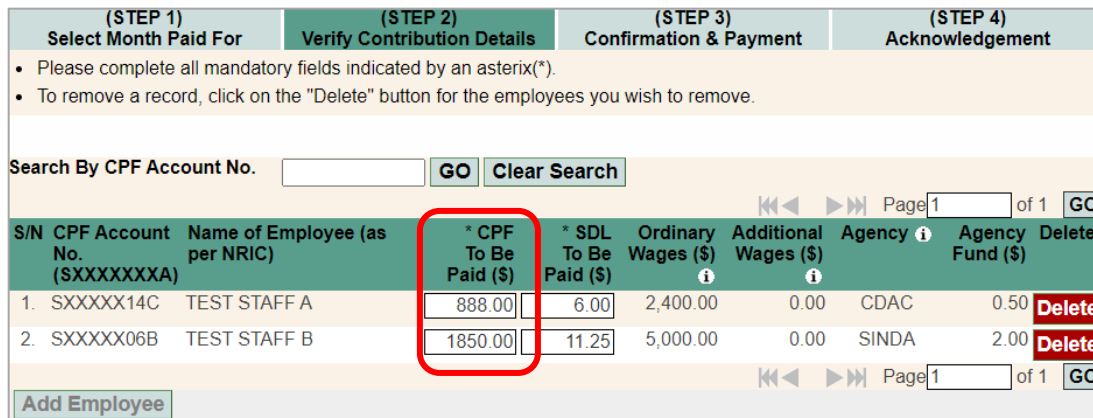 (STEP 1) (STEP 2) (STEP 3) (STEP 4)
Select Month Paid For Verify Contribution Details Confirmation & Payment Acknowledgement
• Please complete all mandatory fields indicated by an asterix(*).
• To remove a record, click on the "Delete" button for the employees you wish to remove.
Search By CPF Account No. GO Clear Search
Page 1 of 1 GO
S/N CPF Account Name of Employee (as * CPF * SDL Ordinary Additional Agency Agency Delete
No. per NRIC) To Be To Be Wages ($) Wages ($) Fund ($)
(SXXXXXXXA) Paid ($) Paid ($)
1. SXXXXX14C TEST STAFF A 888.00 6.00 2,400.00 0.00 CDAC 0.50 Delete
2. SXXXXX06B TEST STAFF B 1850.00 11.25 5,000.00 0.00 SINDA 2.00 Delete
Page 1 of 1 GO
Add Employee